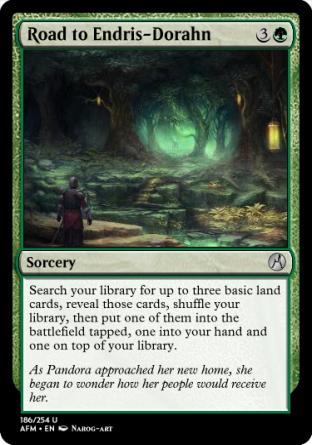 Road to Endris-Dorahn 3
Sorcery
Search your library for up to three basic land
cards, reveal those cards, shuffle your
library, then put one of them into the
battlefield tapped, one into your hand and
one on top of your library.
As Pandora approached her new home, she
began to wonder how her people would receive
her.
186/254 U
AFM • EN Narog-art